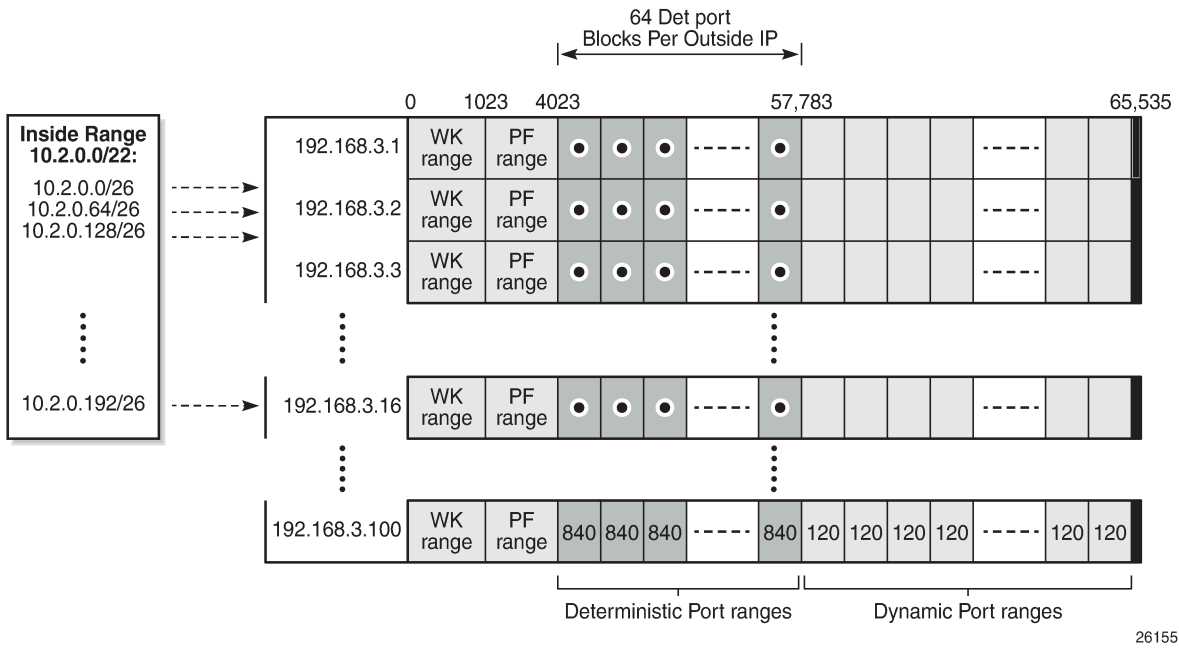 64 Det port
Blocks Per Outside IP
0 1023 4023 57,783 65,535
Inside Range
10.2.0.0/22:
10.2.0.0/26
10.2.0.64/26
10.2.0.128/26
10.2.0.192/26
192.168.3.1
WK
range
PF
range
192.168.3.2
WK
range
PF
range
192.168.3.3
WK
range
PF
range
192.168.3.16
WK
range
PF
range
192.168.3.100
WK
range
PF
range
840 840 840 840 120 120 120 120 120 120
Deterministic Port ranges
Dynamic Port ranges
26155